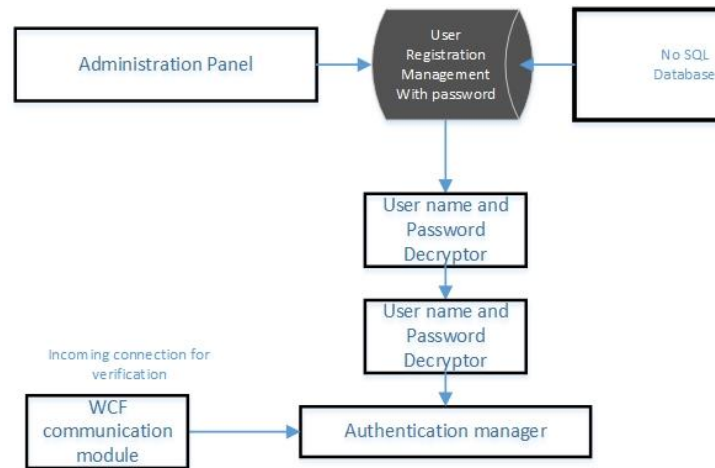 Administration Panel
User
Registration
Management
With password
No SQL
Database
User name and
Password
Decryptor
User name and
Password
Decryptor
Incoming connection for
verification
WCF
communication
module
Authentication manager